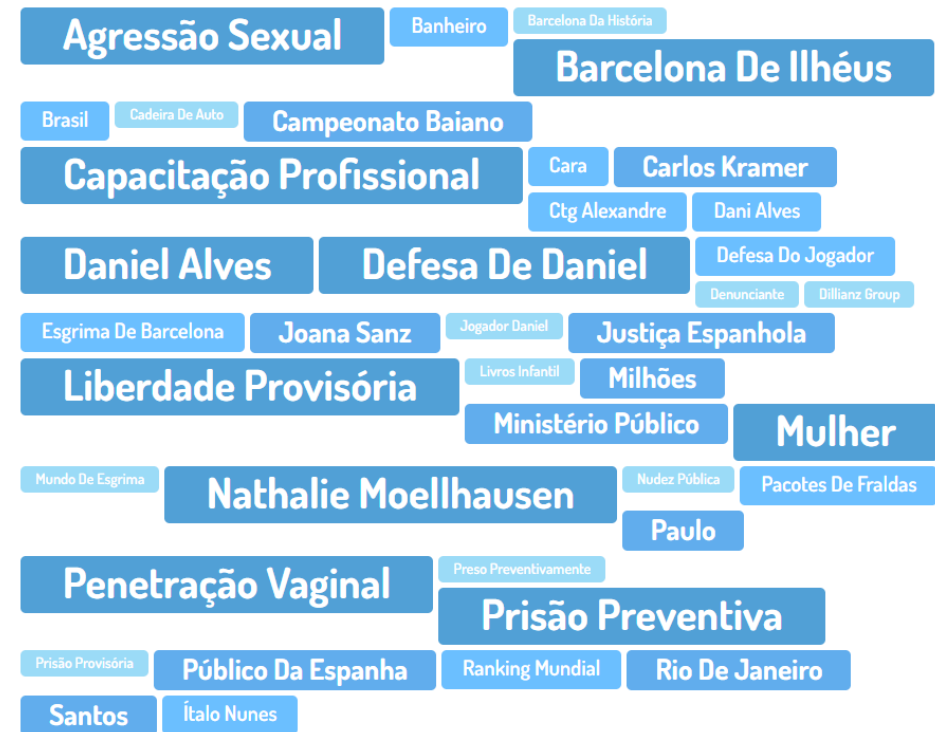 Agressão Sexual
Banheiro
Barcelona Da História
Barcelona De Ilhéus
Brasil
Cadeira De Auto
Campeonato Baiano
Capacitação Profissional
Cara
Carlos Kramer
Ctg Alexandre
Dani Alves
Daniel Alves
Defesa De Daniel
Defesa Do Jogador
Denunciante
Dillianz Group
Esgrima De Barcelona
Joana Sanz
Jogador Daniel
Justiça Espanhola
Liberdade Provisória
Livros Infantil
Milhões
Ministério Público
Mulher
Mundo De Esgrima
Nathalie Moellhausen
Nudez Pública
Pacotes De Fraldas
Paulo
Penetração Vaginal
Preso Preventivamente
Prisão Preventiva
Prisão Provisória
Público Da Espanha
Ranking Mundial
Rio De Janeiro
Santos
Ítalo Nunes